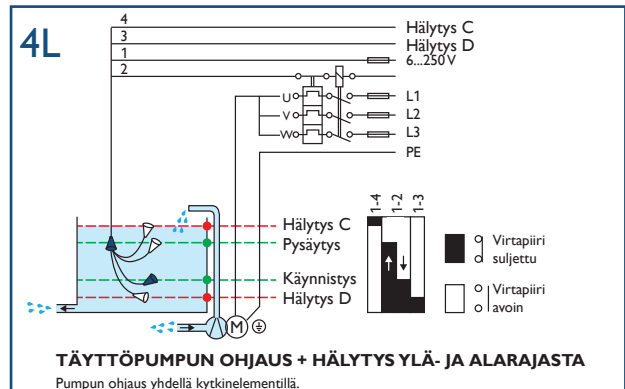 4L
4
3
1
2
Hälytys C
Hälytys D
6...250 V
U
V
W
L1
L2
L3
PE
M
Hälytys C
Pysäytys
Käynnistys
Hälytys D
1-4
1-2
1-3
Virtapiiri
suljettu
Virtapiiri
avoin
TÄYTTÖPUMPUN OHJAUS + HÄLYTYS YLÄ- JA ALARAJASTA
Pumpun ohjaus yhdellä kytkinelementillä.